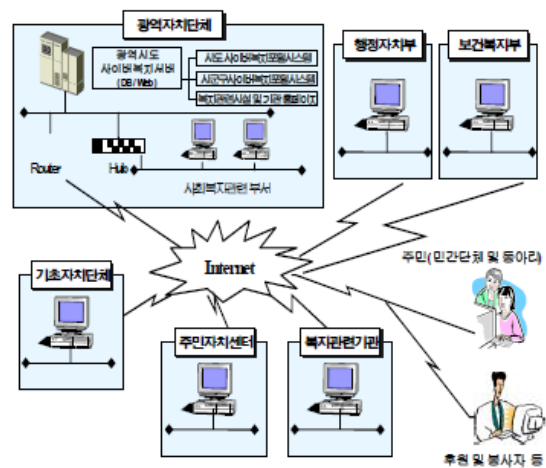 광역자치단체
광역시도
사이버복지서버
(DB/Web)
시도 사이버복지포털시스템
시군구사이버복지포털시스템
복지관련시설 및 기관 홈페이지
Router
Hub
사회복지관련 부서
행정자치부
보건복지부
Internet
주민(민간단체 및 동아리)
기초자치단체
주민자치센터
복지관련기관
후원 및 봉사자 등